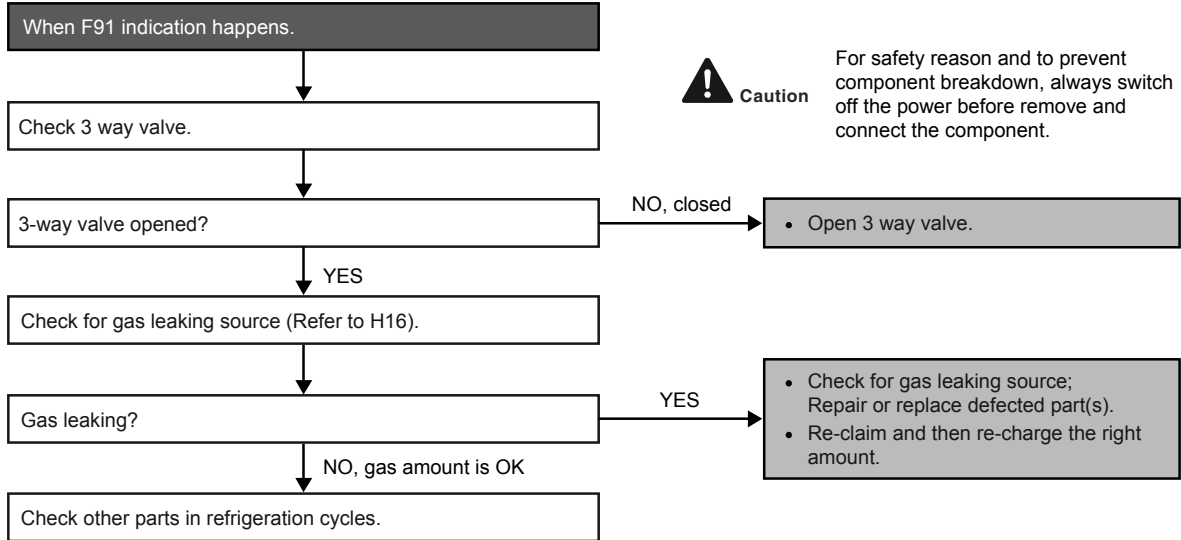 When F91 indication happens.
For safety reason and to prevent
component breakdown, always switch
off the power before remove and
connect the component.
Caution
Check 3 way valve.
3-way valve opened?
NO, closed
• Open 3 way valve.
YES
Check for gas leaking source (Refer to H16).
Gas leaking?
YES
• Check for gas leaking source;
Repair or replace defected part(s).
• Re-claim and then re-charge the right
amount.
NO, gas amount is OK
Check other parts in refrigeration cycles.